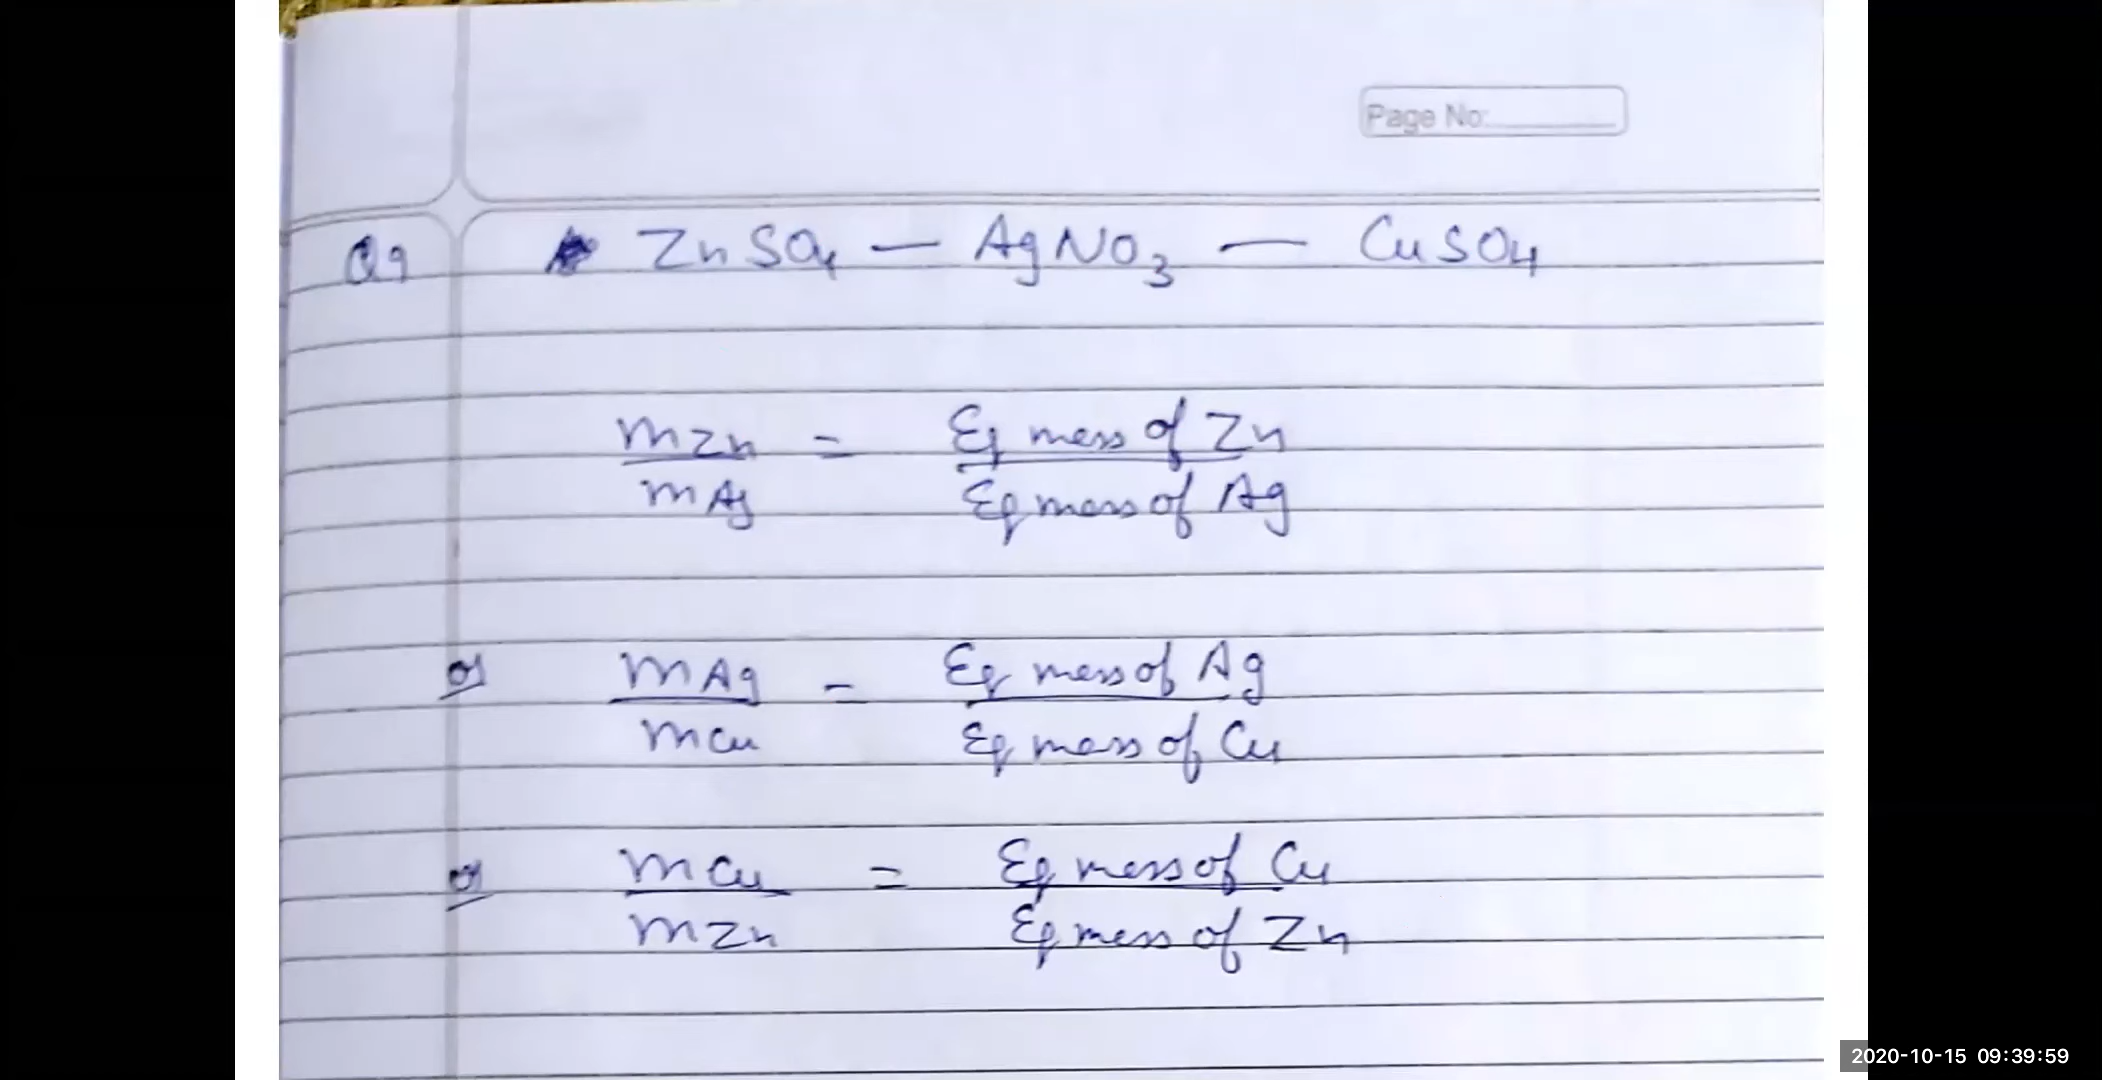 Page No:
Q9 ZnSO4 — AgNO3 — CuSO4
mZn = Eq mass of Zn
mAg Eq mass of Ag
or mAg = Eq mass of Ag
mCu Eq mass of Cu
or mCu = Eq mass of Cu
mZn Eq mass of Zn
2020-10-15 09:39:59